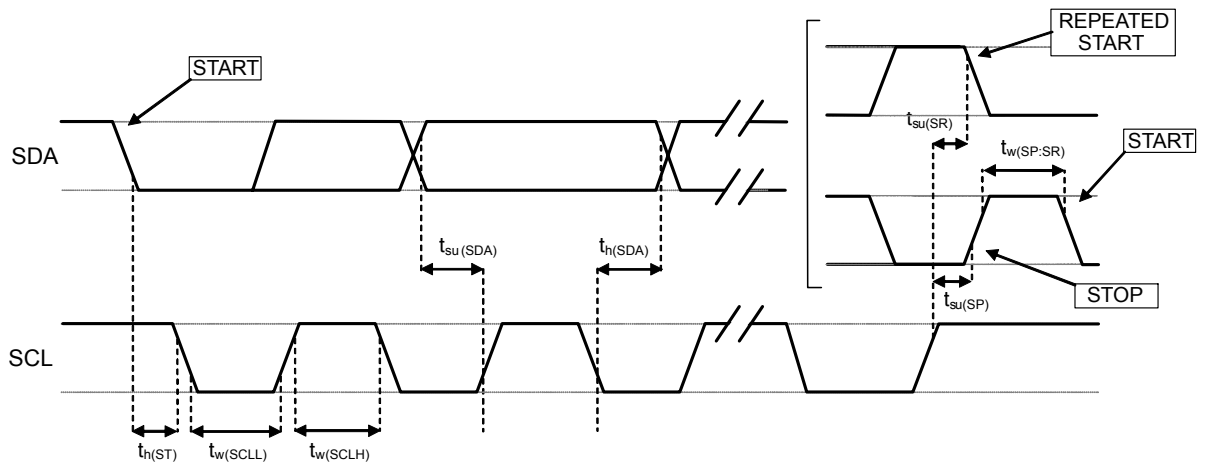 REPEATED
START
START
SDA
tsu(SR)
tw(SP:SR)
START
tsu(SDA)
th(SDA)
tsu(SP)
STOP
SCL
th(ST)
tw(SCLL)
tw(SCLH)